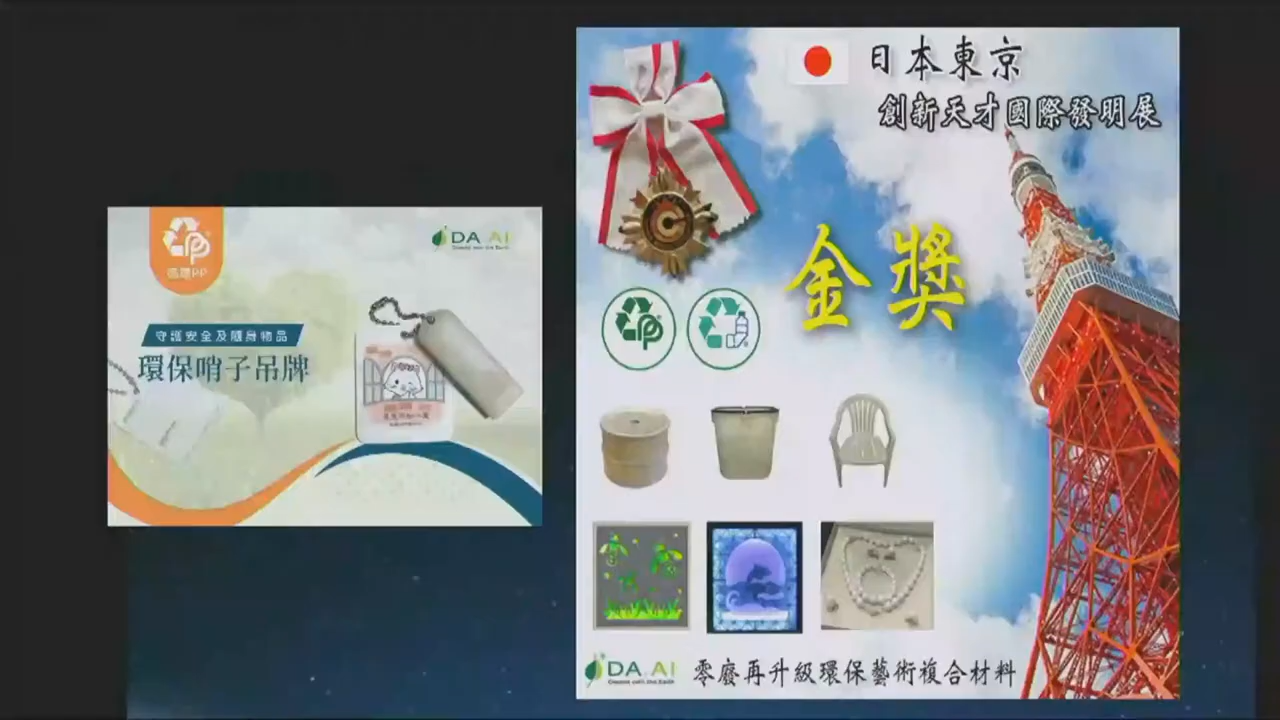 循環PP
DA.AI
守護安全及隨身物品
環保哨子吊牌
日本東京
創新天才國際發明展
金獎
DA.AI
零廢再升級環保藝術複合材料